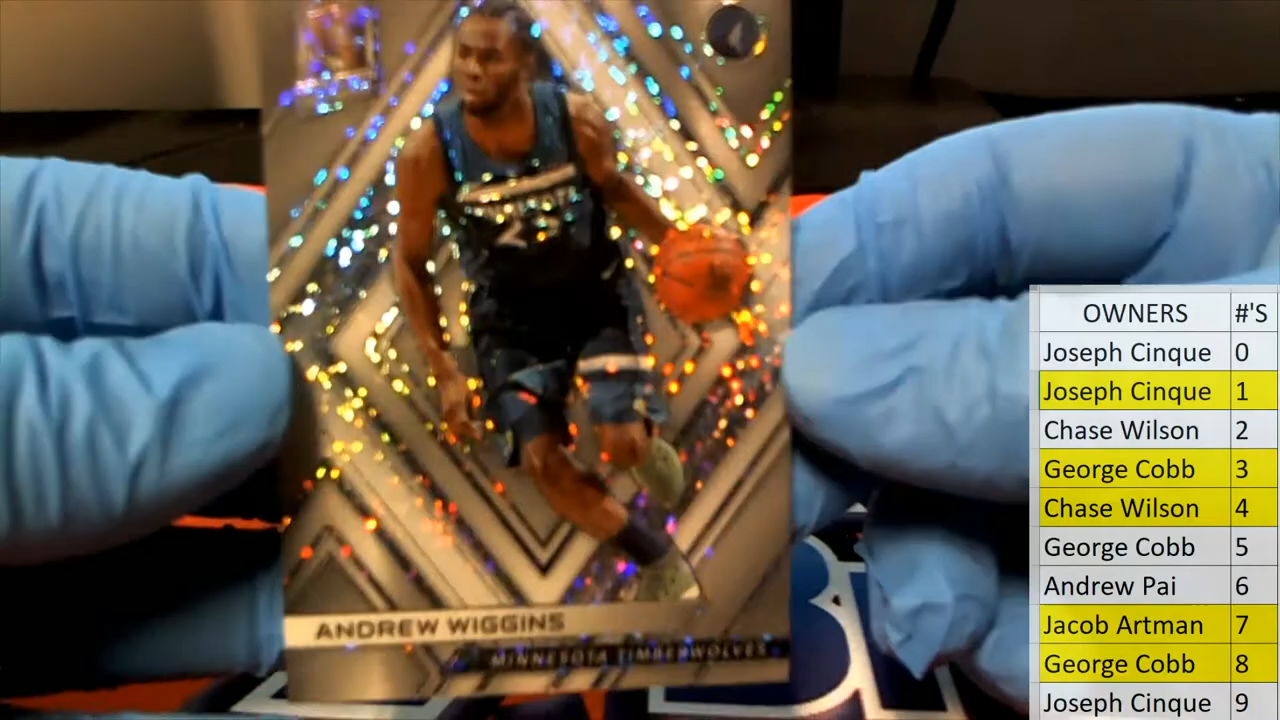 22
ANDREW WIGGINS
MINNESOTA TIMBERWOLVES
OWNERS #'S
Joseph Cinque 0
Joseph Cinque 1
Chase Wilson 2
George Cobb 3
Chase Wilson 4
George Cobb 5
Andrew Pai 6
Jacob Artman 7
George Cobb 8
Joseph Cinque 9